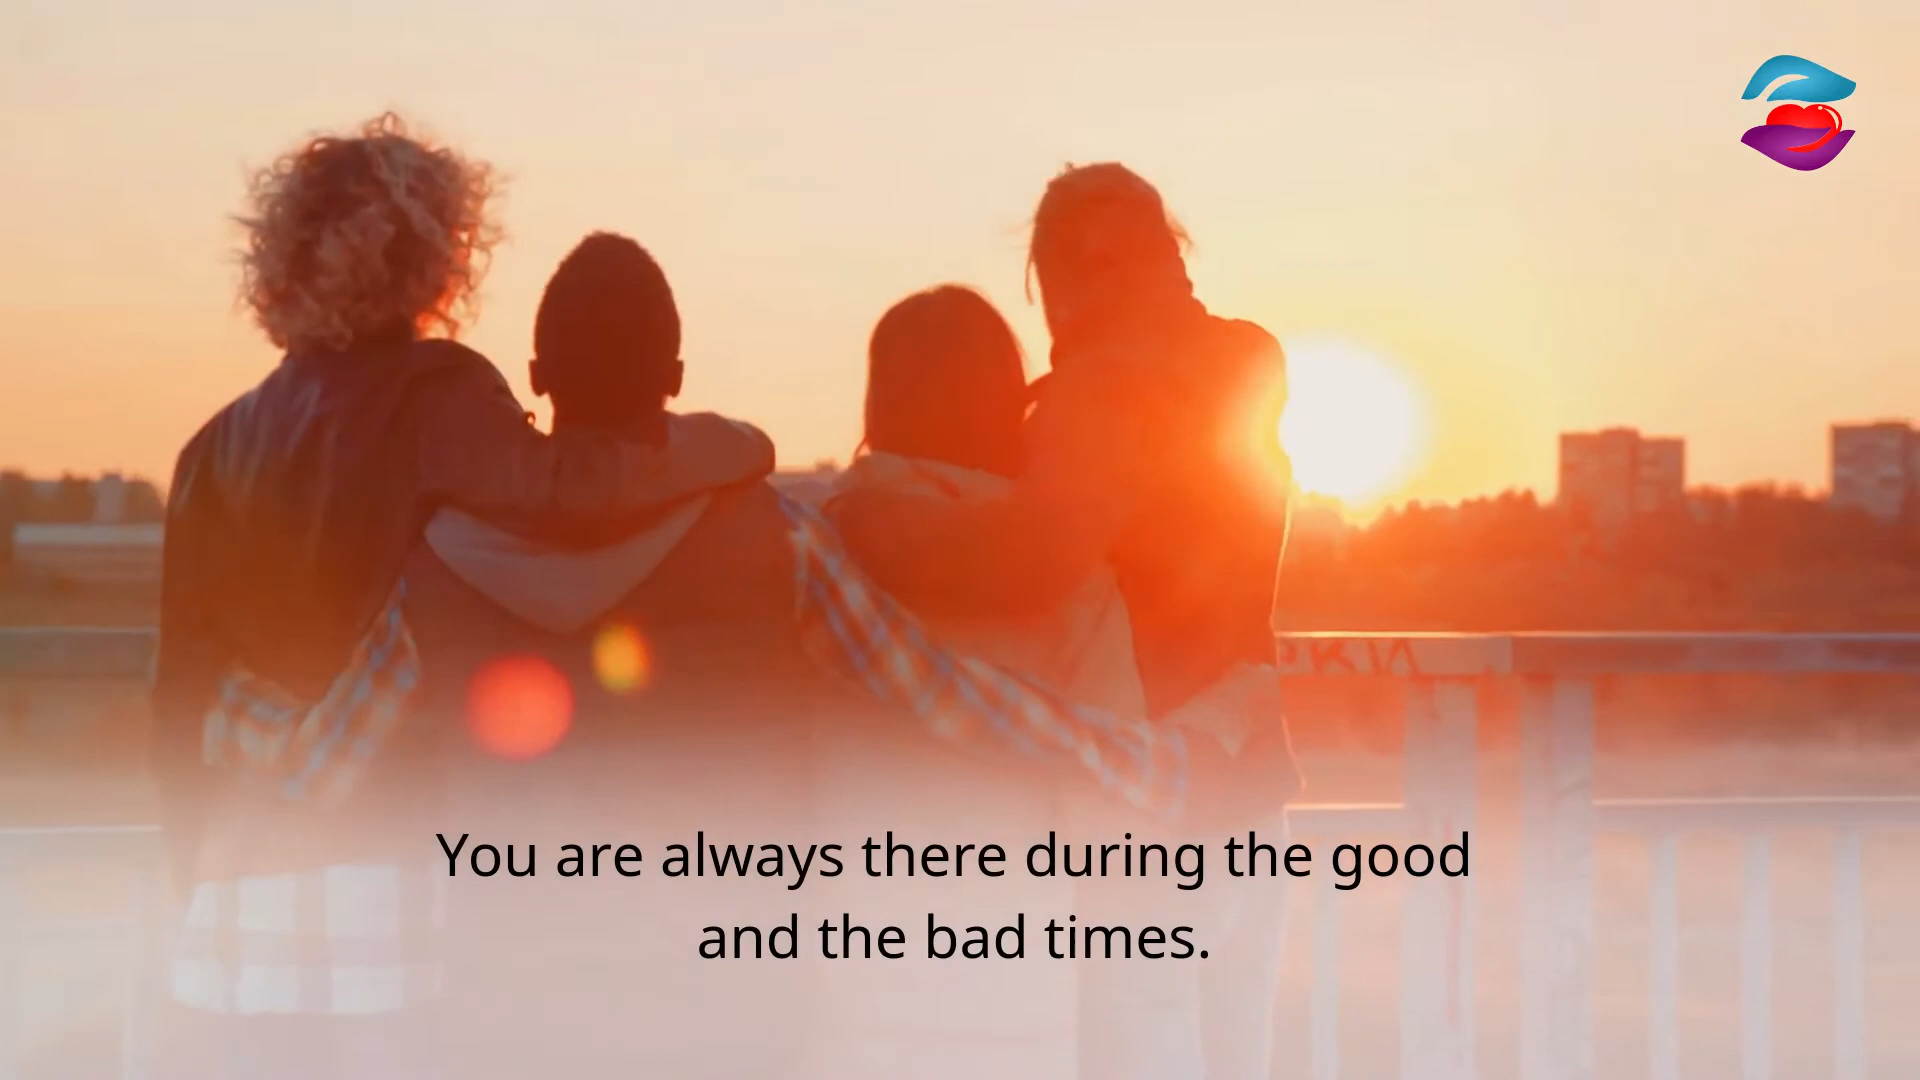 You are always there during the good
and the bad times.